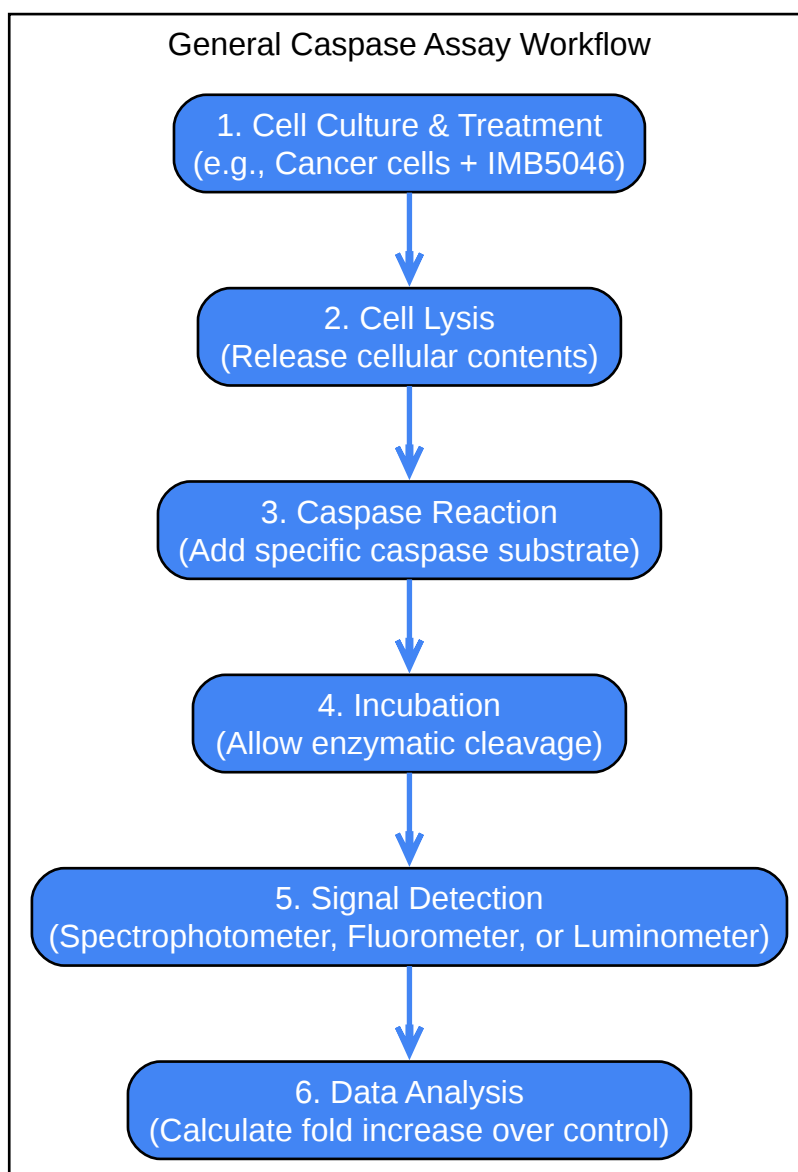 General Caspase Assay Workflow
1. Cell Culture & Treatment
(e.g., Cancer cells + IMB5046)
2. Cell Lysis
(Release cellular contents)
3. Caspase Reaction
(Add specific caspase substrate)
4. Incubation
(Allow enzymatic cleavage)
5. Signal Detection
(Spectrophotometer, Fluorometer, or Luminometer)
6. Data Analysis
(Calculate fold increase over control)